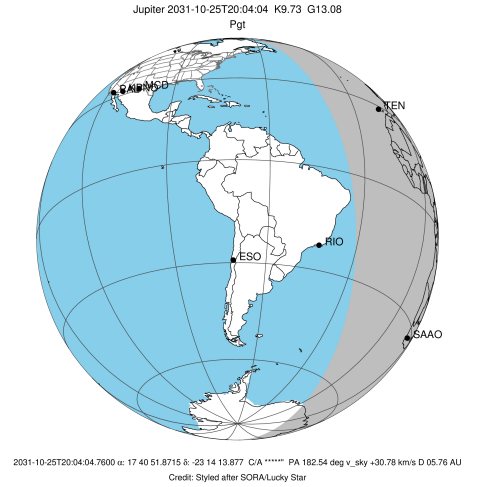 Jupiter 2031-10-25T20:04:04 K9.73 G13.08
Pgt
MCD
TEN
ESO
RIO
SAAO
2031-10-25T20:04:04.7600 α: 17 40 51.8715 δ: -23 14 13.877 C/A *****" PA 182.54 deg v_sky +30.78 km/s D 05.76 AU
Credit: Styled after SORA/Lucky Star